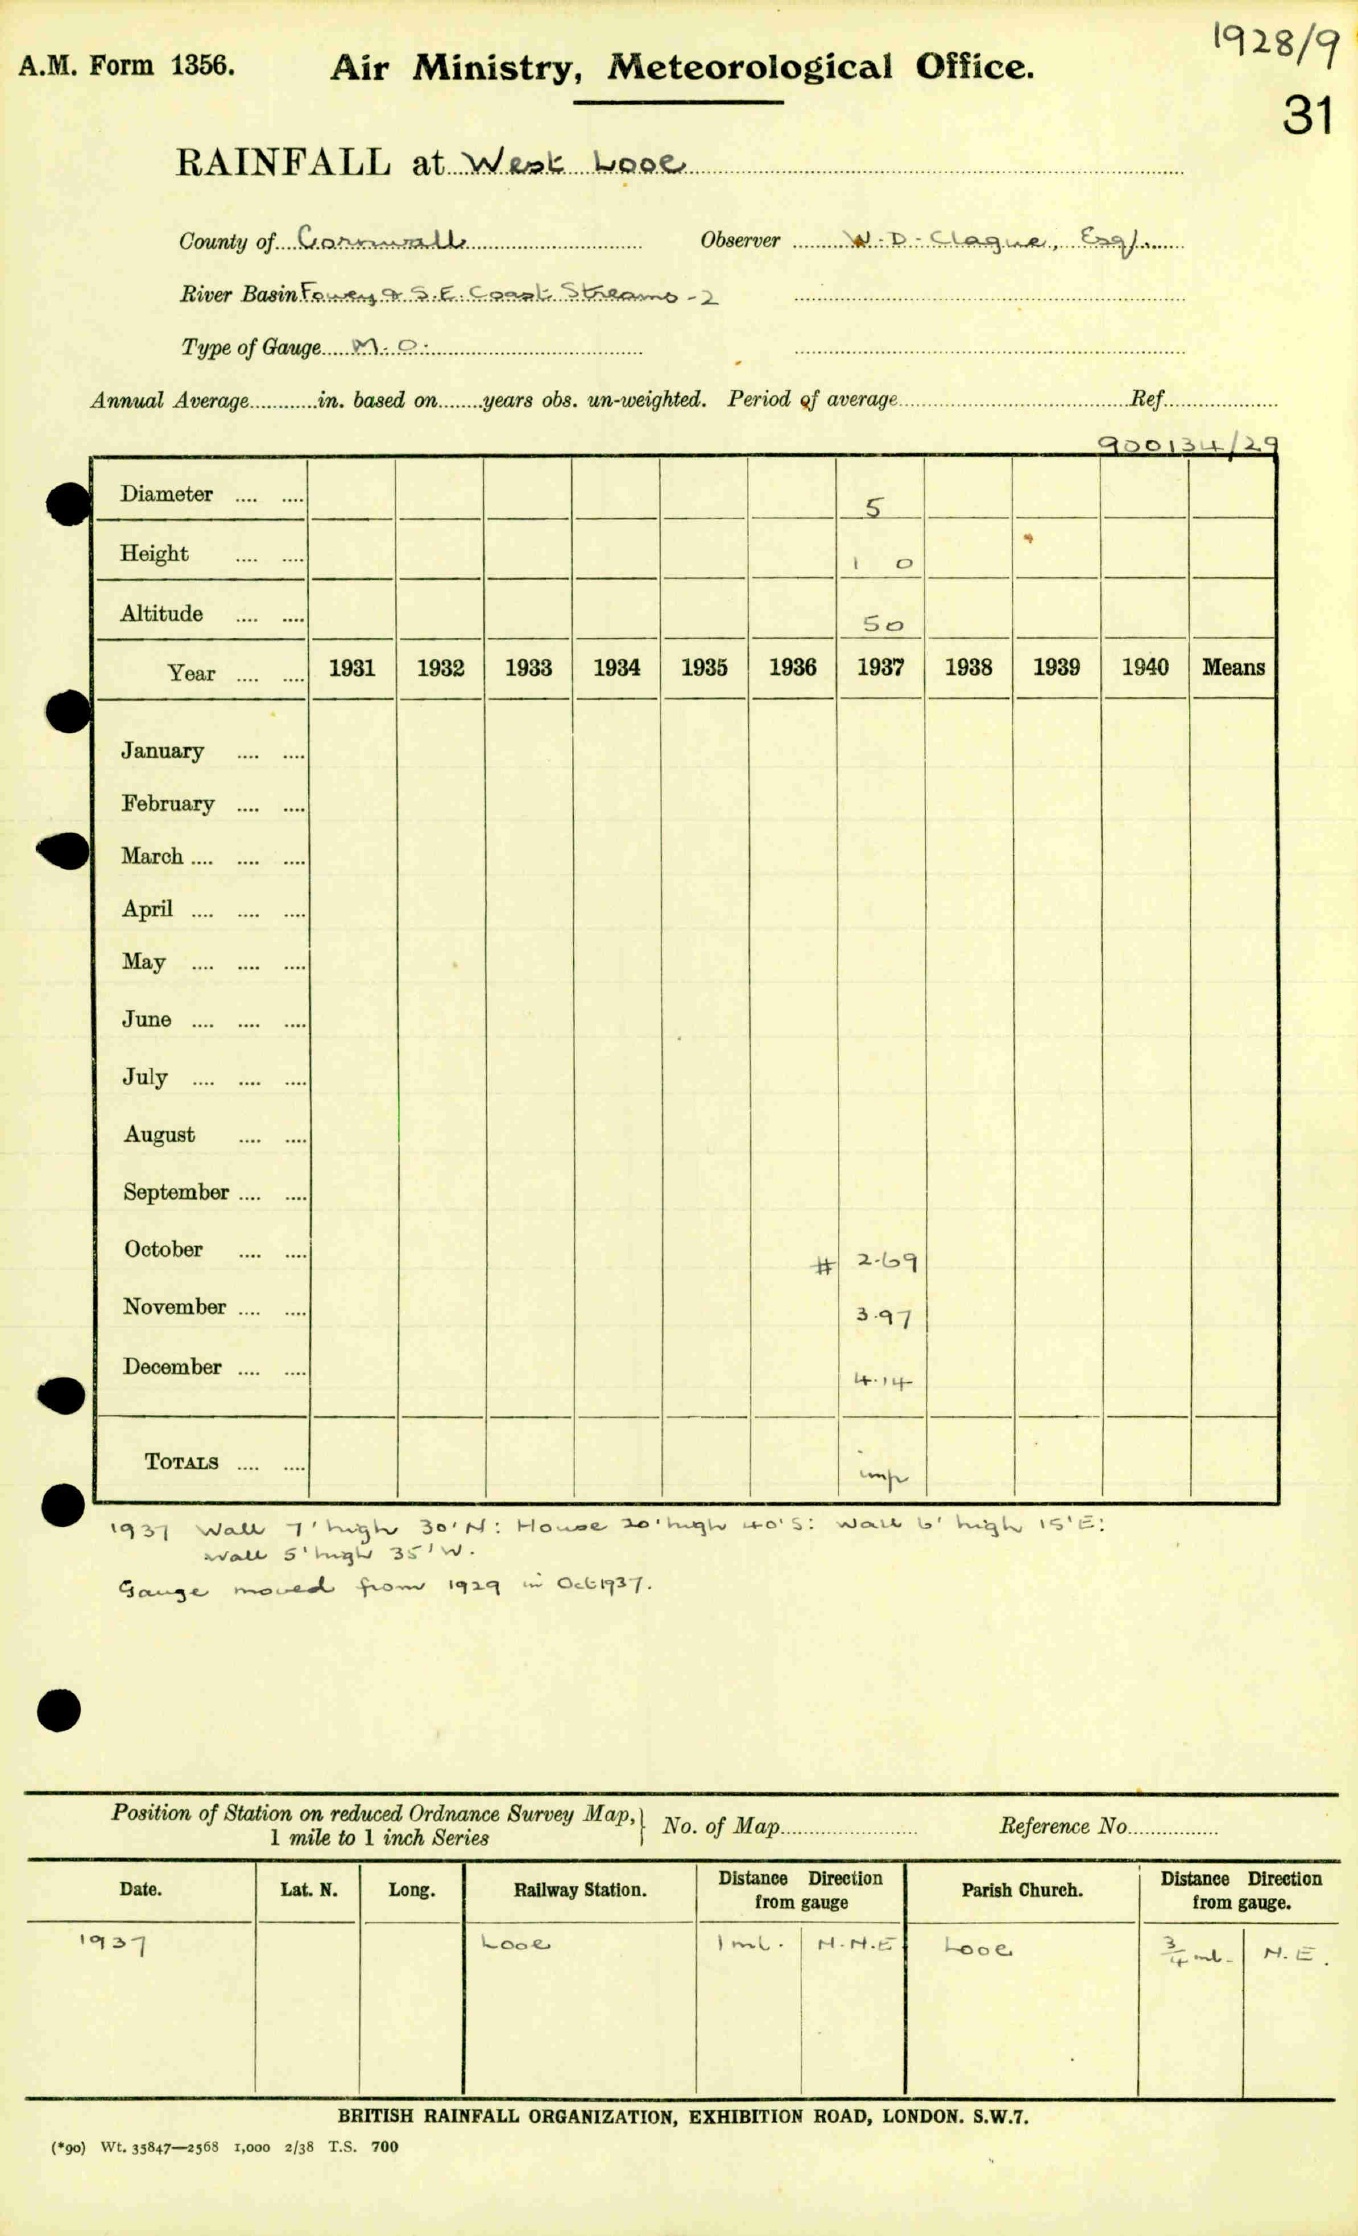 1928/9
A.M. Form 1356. Air Ministry, Meteorological Office.
31
RAINFALL at West Looe
County of Cornwall Observer W. D. Clague, Esq/.
River Basin Fowey & S.E. Coast Streams - 2
Type of Gauge M.O.
Annual Average in. based on years obs. un-weighted. Period of average Ref.
900134/29
Diameter 5
Height 1 0
Altitude 50
Year 1931 1932 1933 1934 1935 1936 1937 1938 1939 1940 Means
January
February
March
April
May
June
July
August
September
October # 2.69
November 3.97
December 4.14
TOTALS imp
1937 Wall 7' high 30' N: House 20' high 40' S: Wall 6' high 15' E:
Wall 5' high 35' W.
Gauge moved from 1929 in Oct 1937.
Position of Station on reduced Ordnance Survey Map, } No. of Map Reference No.
1 mile to 1 inch Series
Date. Lat. N. Long. Railway Station. Distance Direction from gauge Parish Church. Distance Direction from gauge.
1937 Looe 1 ml. N.N.E Looe 3/4 ml. N.E.
BRITISH RAINFALL ORGANIZATION, EXHIBITION ROAD, LONDON. S.W.7.
(*90) Wt. 35847—2568 1,000 2/38 T.S. 700